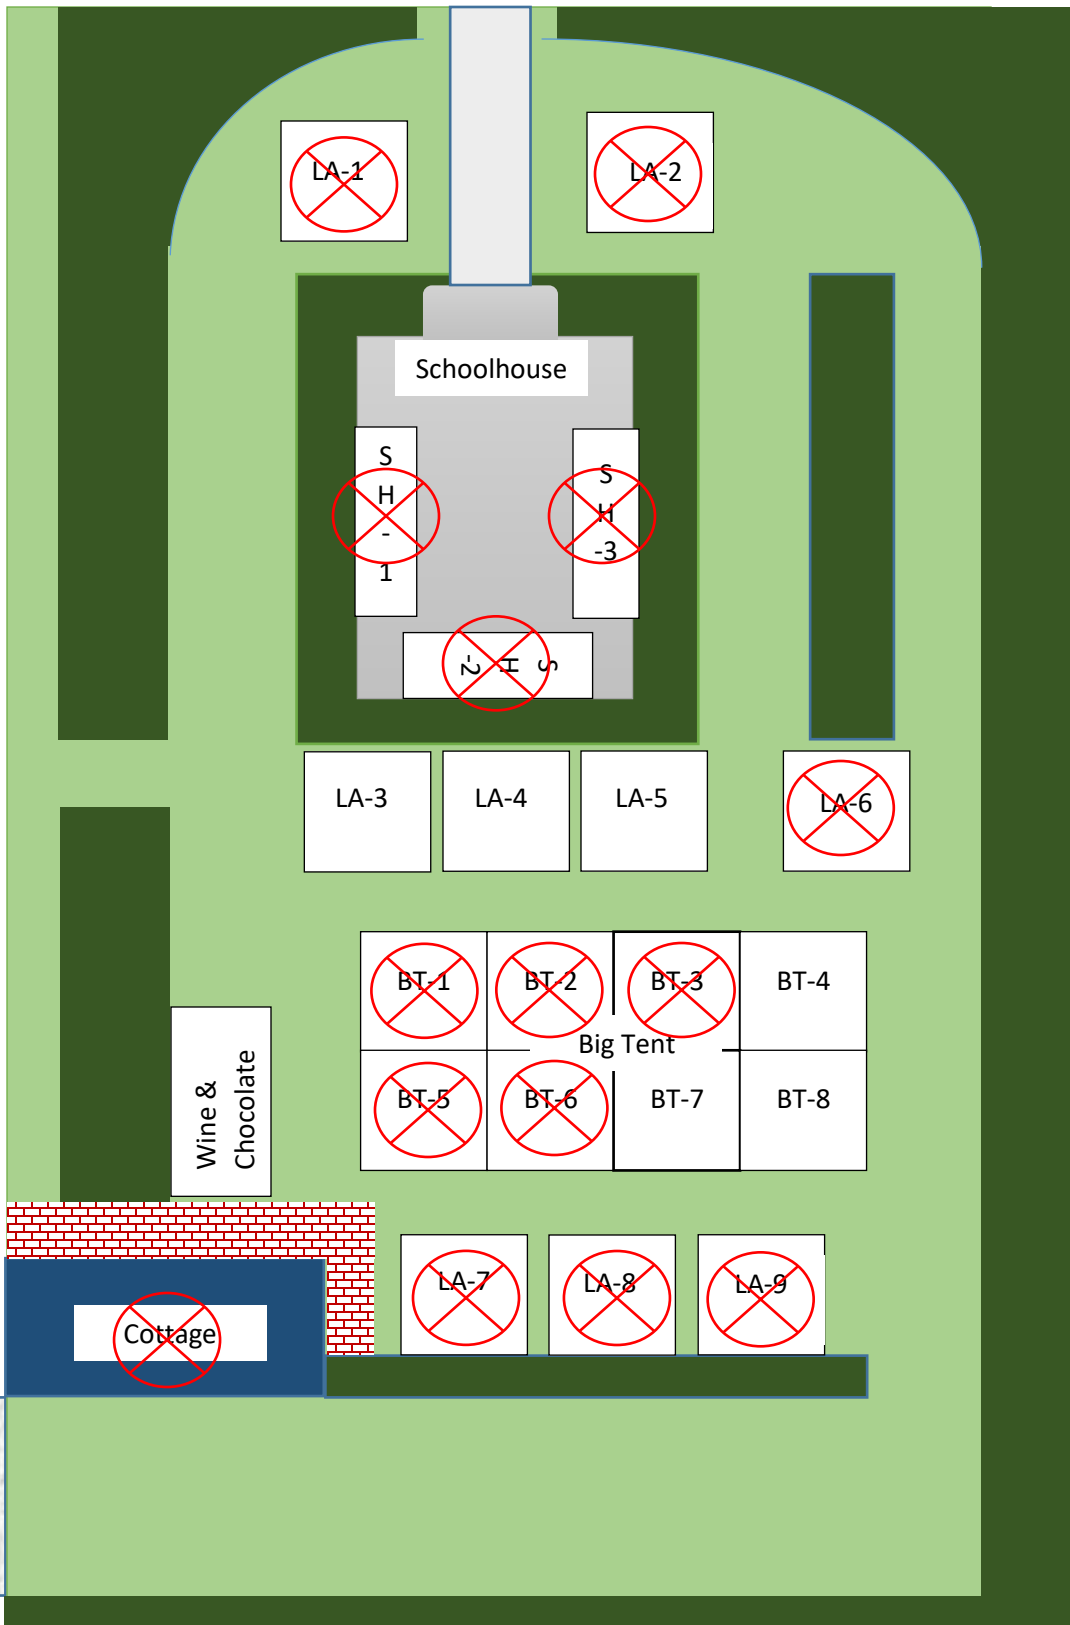 LA-1
LA-2
Schoolhouse
S
H
-
1
S
H
-3
S
H
-2
LA-3
LA-4
LA-5
LA-6
BT-1
BT-2
BT-3
BT-4
Big Tent
BT-5
BT-6
BT-7
BT-8
Wine &
Chocolate
LA-7
LA-8
LA-9
Cottage